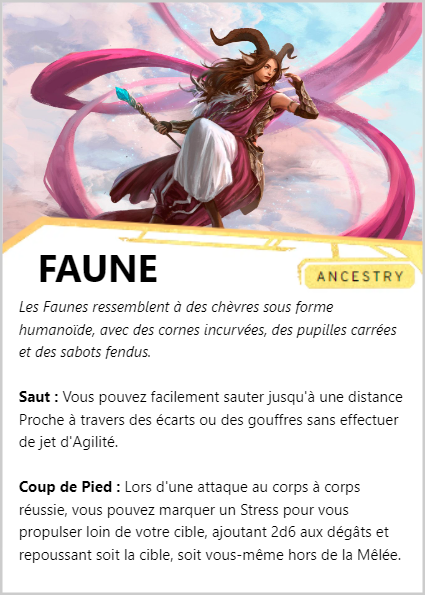 FAUNE
ANCESTRY
Les Faunes ressemblent à des chèvres sous forme
humanoïde, avec des cornes incurvées, des pupilles carrées
et des sabots fendus.
Saut : Vous pouvez facilement sauter jusqu'à une distance
Proche à travers des écarts ou des gouffres sans effectuer
de jet d'Agilité.
Coup de Pied : Lors d'une attaque au corps à corps
réussie, vous pouvez marquer un Stress pour vous
propulser loin de votre cible, ajoutant 2d6 aux dégâts et
repoussant soit la cible, soit vous-même hors de la Mêlée.